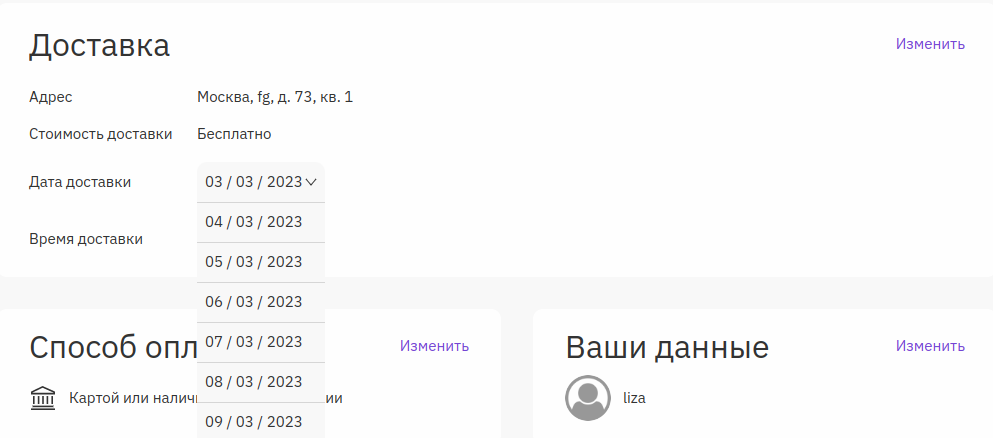 Доставка
Изменить
Адрес
Москва, fg, д. 73, кв. 1
Стоимость доставки
Бесплатно
Дата доставки
03 / 03 / 2023
04 / 03 / 2023
Время доставки
05 / 03 / 2023
06 / 03 / 2023
07 / 03 / 2023
08 / 03 / 2023
09 / 03 / 2023
Способ опл
Изменить
Картой или налич
ии
Ваши данные
Изменить
liza